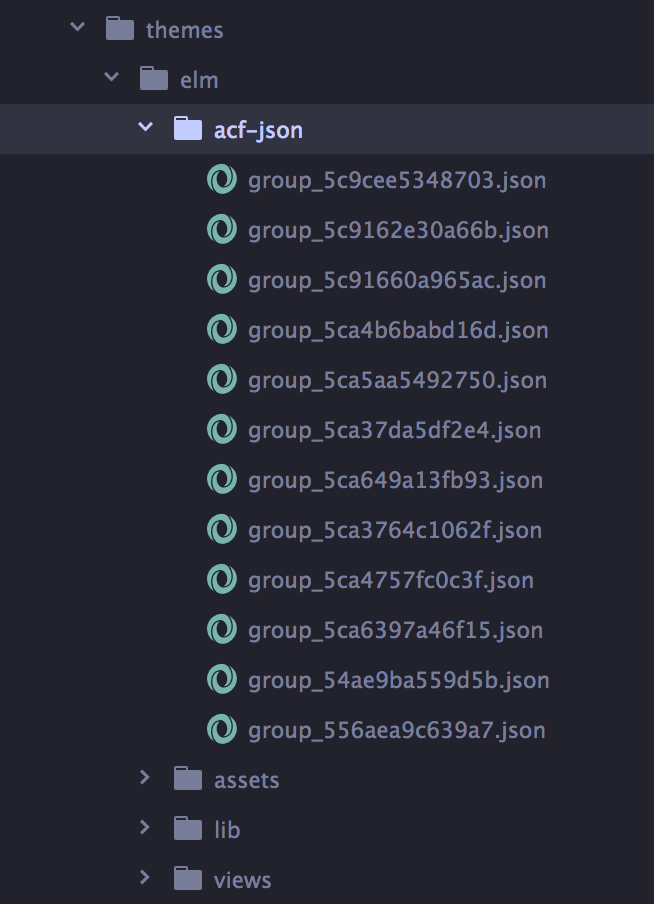 themes
elm
acf-json
group_5c9cee5348703.json
group_5c9162e30a66b.json
group_5c91660a965ac.json
group_5ca4b6babd16d.json
group_5ca5aa5492750.json
group_5ca37da5df2e4.json
group_5ca649a13fb93.json
group_5ca3764c1062f.json
group_5ca4757fc0c3f.json
group_5ca6397a46f15.json
group_54ae9ba559d5b.json
group_556aea9c639a7.json
assets
lib
views